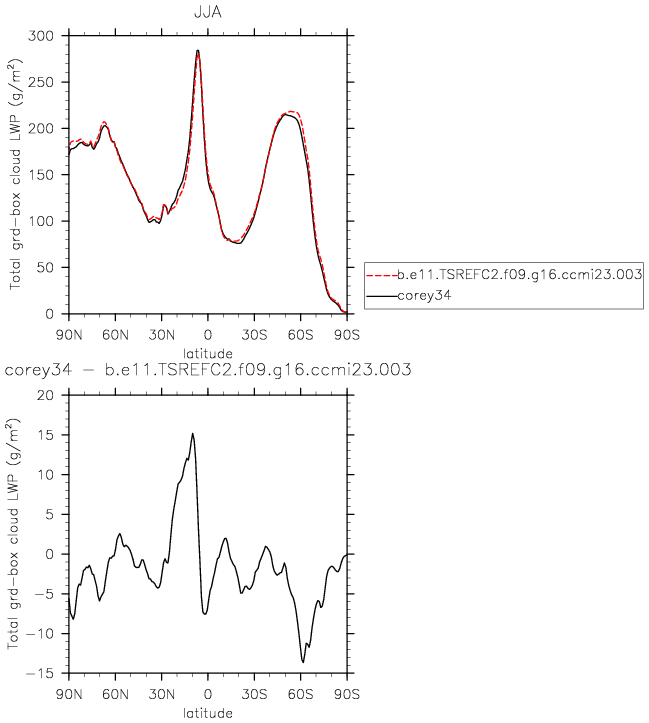 JJA
Total grd-box cloud LWP (g/m²)
300
250
200
150
100
50
0
90N 60N 30N 0 30S 60S 90S
latitude
b.e11.TSREFC2.f09.g16.ccmi23.003
corey34
corey34 - b.e11.TSREFC2.f09.g16.ccmi23.003
Total grd-box cloud LWP (g/m²)
20
15
10
5
0
-5
-10
-15
90N 60N 30N 0 30S 60S 90S
latitude